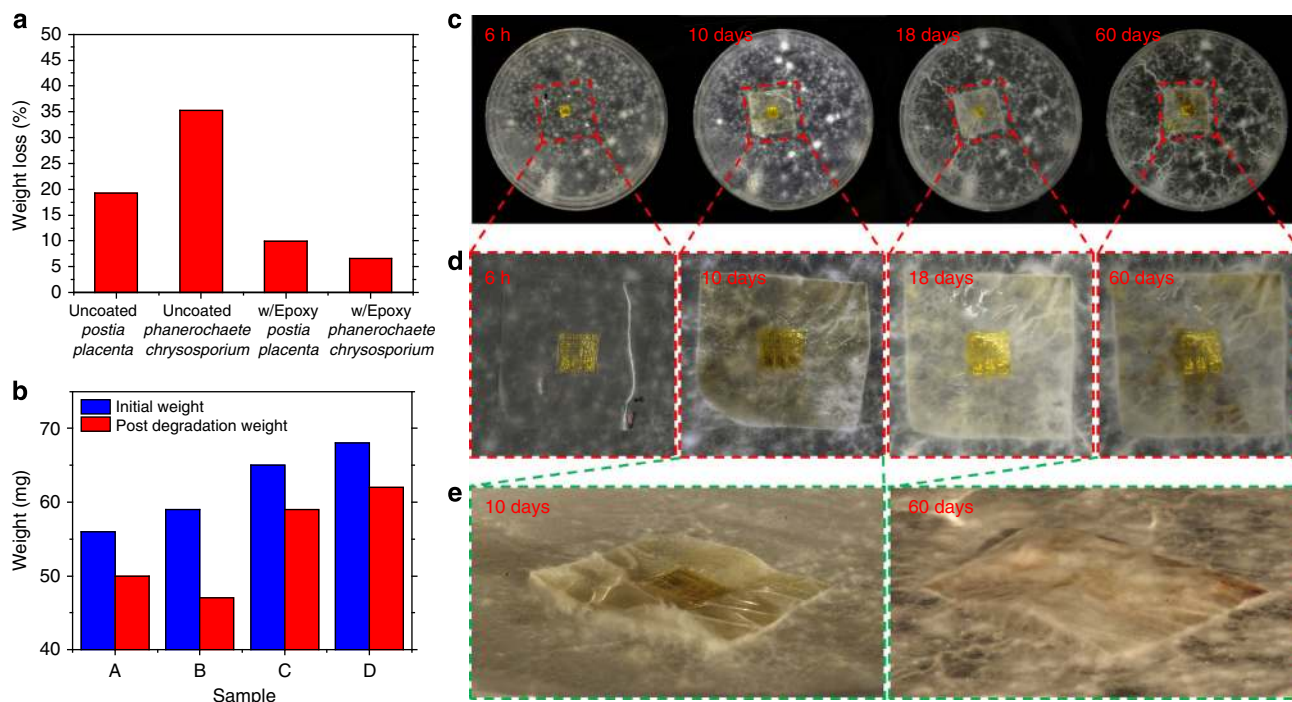 a
50
45
40
35
30
25
20
15
10
5
0
Weight loss (%)
Uncoated
postia
placenta
Uncoated
phanerochaete
chrysosporium
w/Epoxy
postia
placenta
w/Epoxy
phanerochaete
chrysosporium
b
Initial weight
Post degradation weight
70
60
50
40
Weight (mg)
A
B
C
D
Sample
c
6 h
10 days
18 days
60 days
d
6 h
10 days
18 days
60 days
e
10 days
60 days